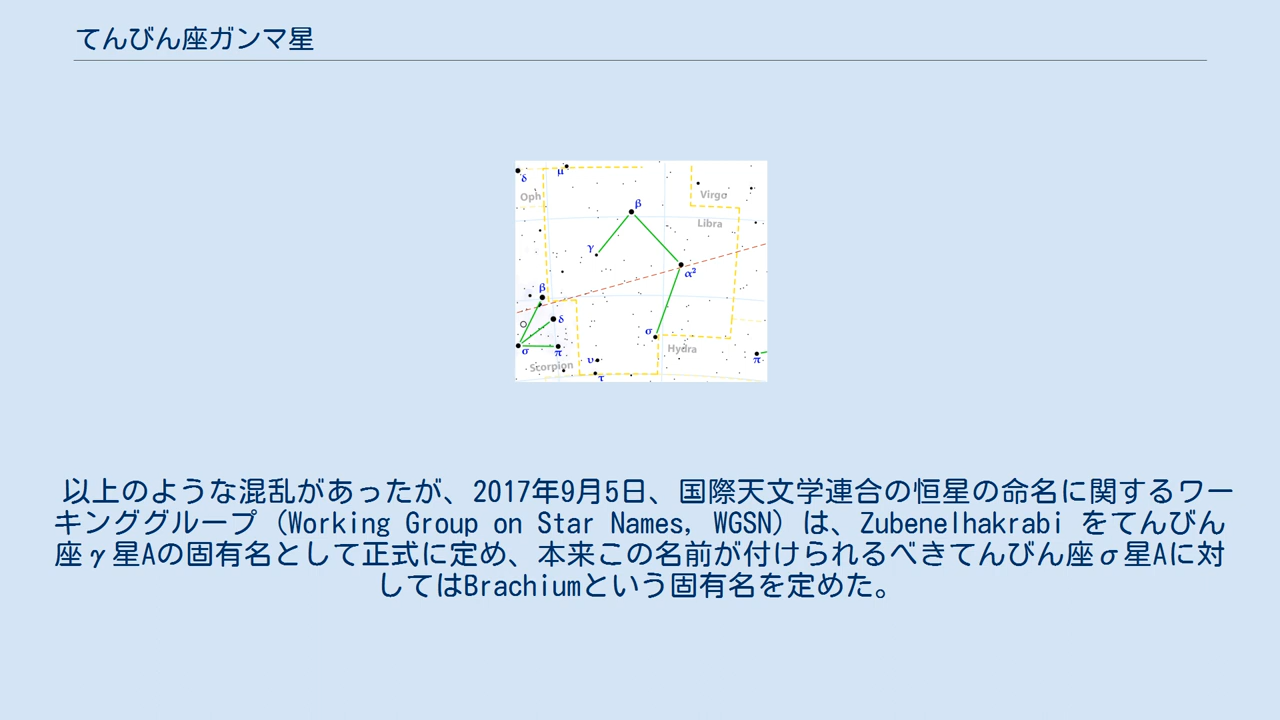 てんびん座ガンマ星
δ
μ
Oph
Virgo
β
Libra
γ
α²
β
δ
σ
σ
π
Hydra
υ
π
Scorpion
τ
以上のような混乱があったが、2017年9月5日、国際天文学連合の恒星の命名に関するワー
キンググループ（Working Group on Star Names, WGSN）は、Zubenelhakrabi をてんびん
座γ星Aの固有名として正式に定め、本来この名前が付けられるべきてんびん座σ星Aに対
してはBrachiumという固有名を定めた。